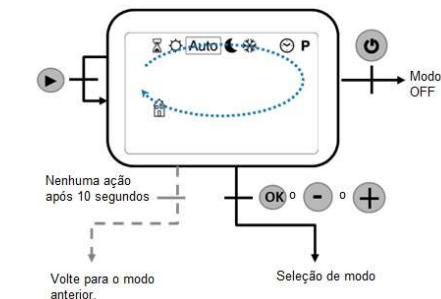 Auto P
Modo
OFF
Nenhuma ação
após 10 segundos
OK o - o +
Volte para o modo
anterior.
Seleção de modo